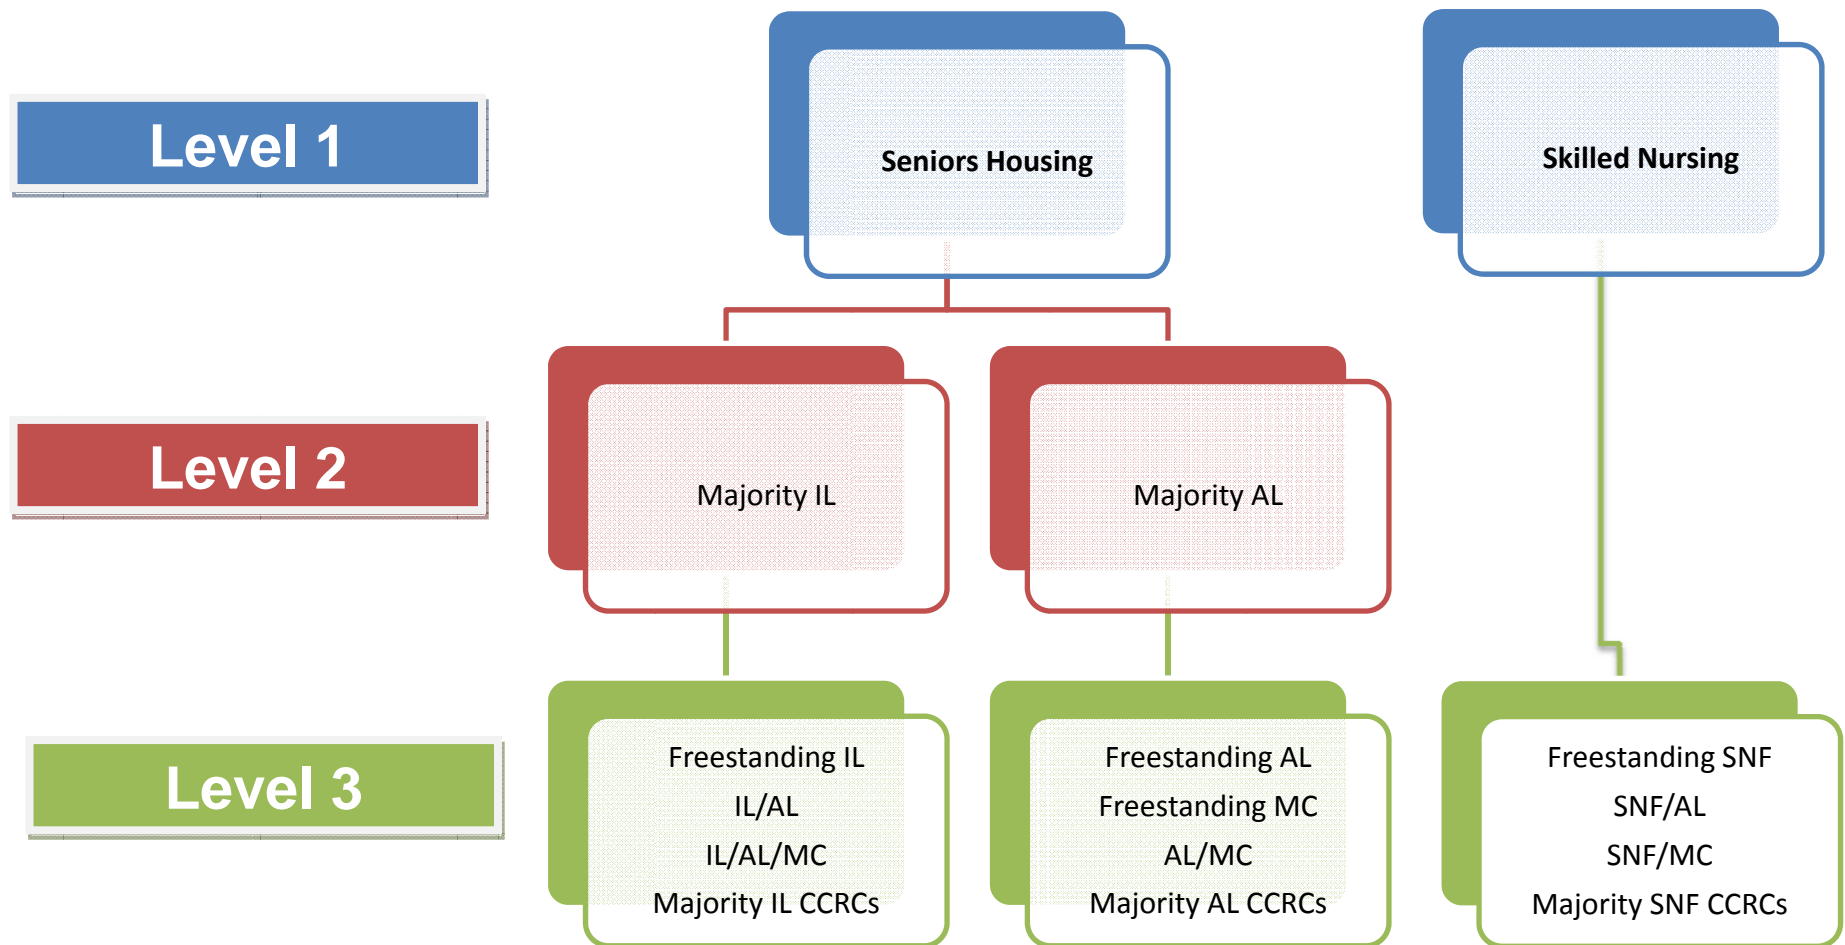 Level 1
Seniors Housing
Skilled Nursing
Level 2
Majority IL
Majority AL
Level 3
Freestanding IL
IL/AL
IL/AL/MC
Majority IL CCRCs
Freestanding AL
Freestanding MC
AL/MC
Majority AL CCRCs
Freestanding SNF
SNF/AL
SNF/MC
Majority SNF CCRCs